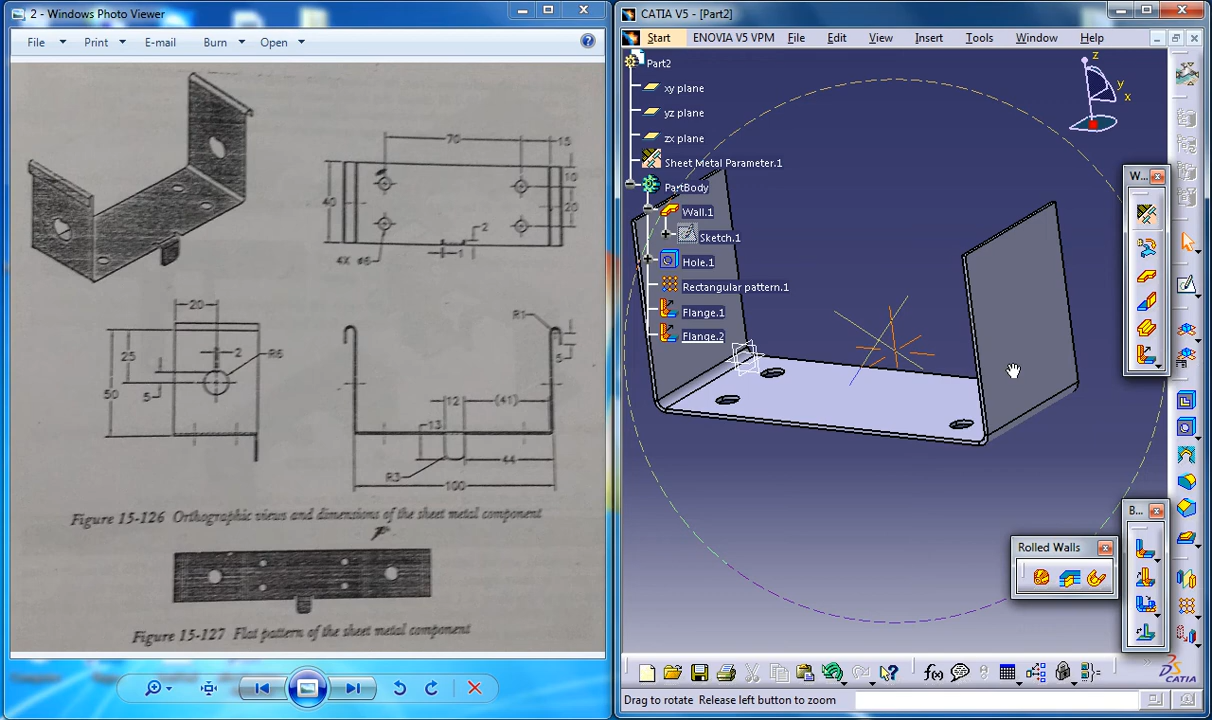 2 - Windows Photo Viewer
File Print E-mail Burn Open
70
15
10
40
20
2
1
4X ø6
20
2
R6
25
50
5
R1
5
12
(41)
13
44
R3
100
Figure 15-126 Orthographic views and dimensions of the sheet metal component
Figure 15-127 Flat pattern of the sheet metal component
CATIA V5 - [Part2]
Start ENOVIA V5 VPM File Edit View Insert Tools Window Help
Part2
xy plane
yz plane
zx plane
Sheet Metal Parameter.1
PartBody
Wall.1
Sketch.1
Hole.1
Rectangular pattern.1
Flange.1
Flange.2
z
y
x
W...
B...
Rolled Walls
f(x)
CATIA
Drag to rotate Release left button to zoom